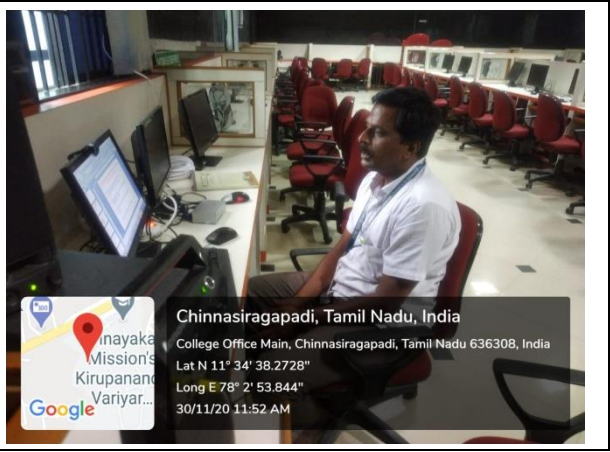 Chinnasiragapadi, Tamil Nadu, India
College Office Main, Chinnasiragapadi, Tamil Nadu 636308, India
Lat N 11° 34' 38.2728"
Long E 78° 2' 53.844"
30/11/20 11:52 AM
Mission's
Kirupanand
Variyar...
Google